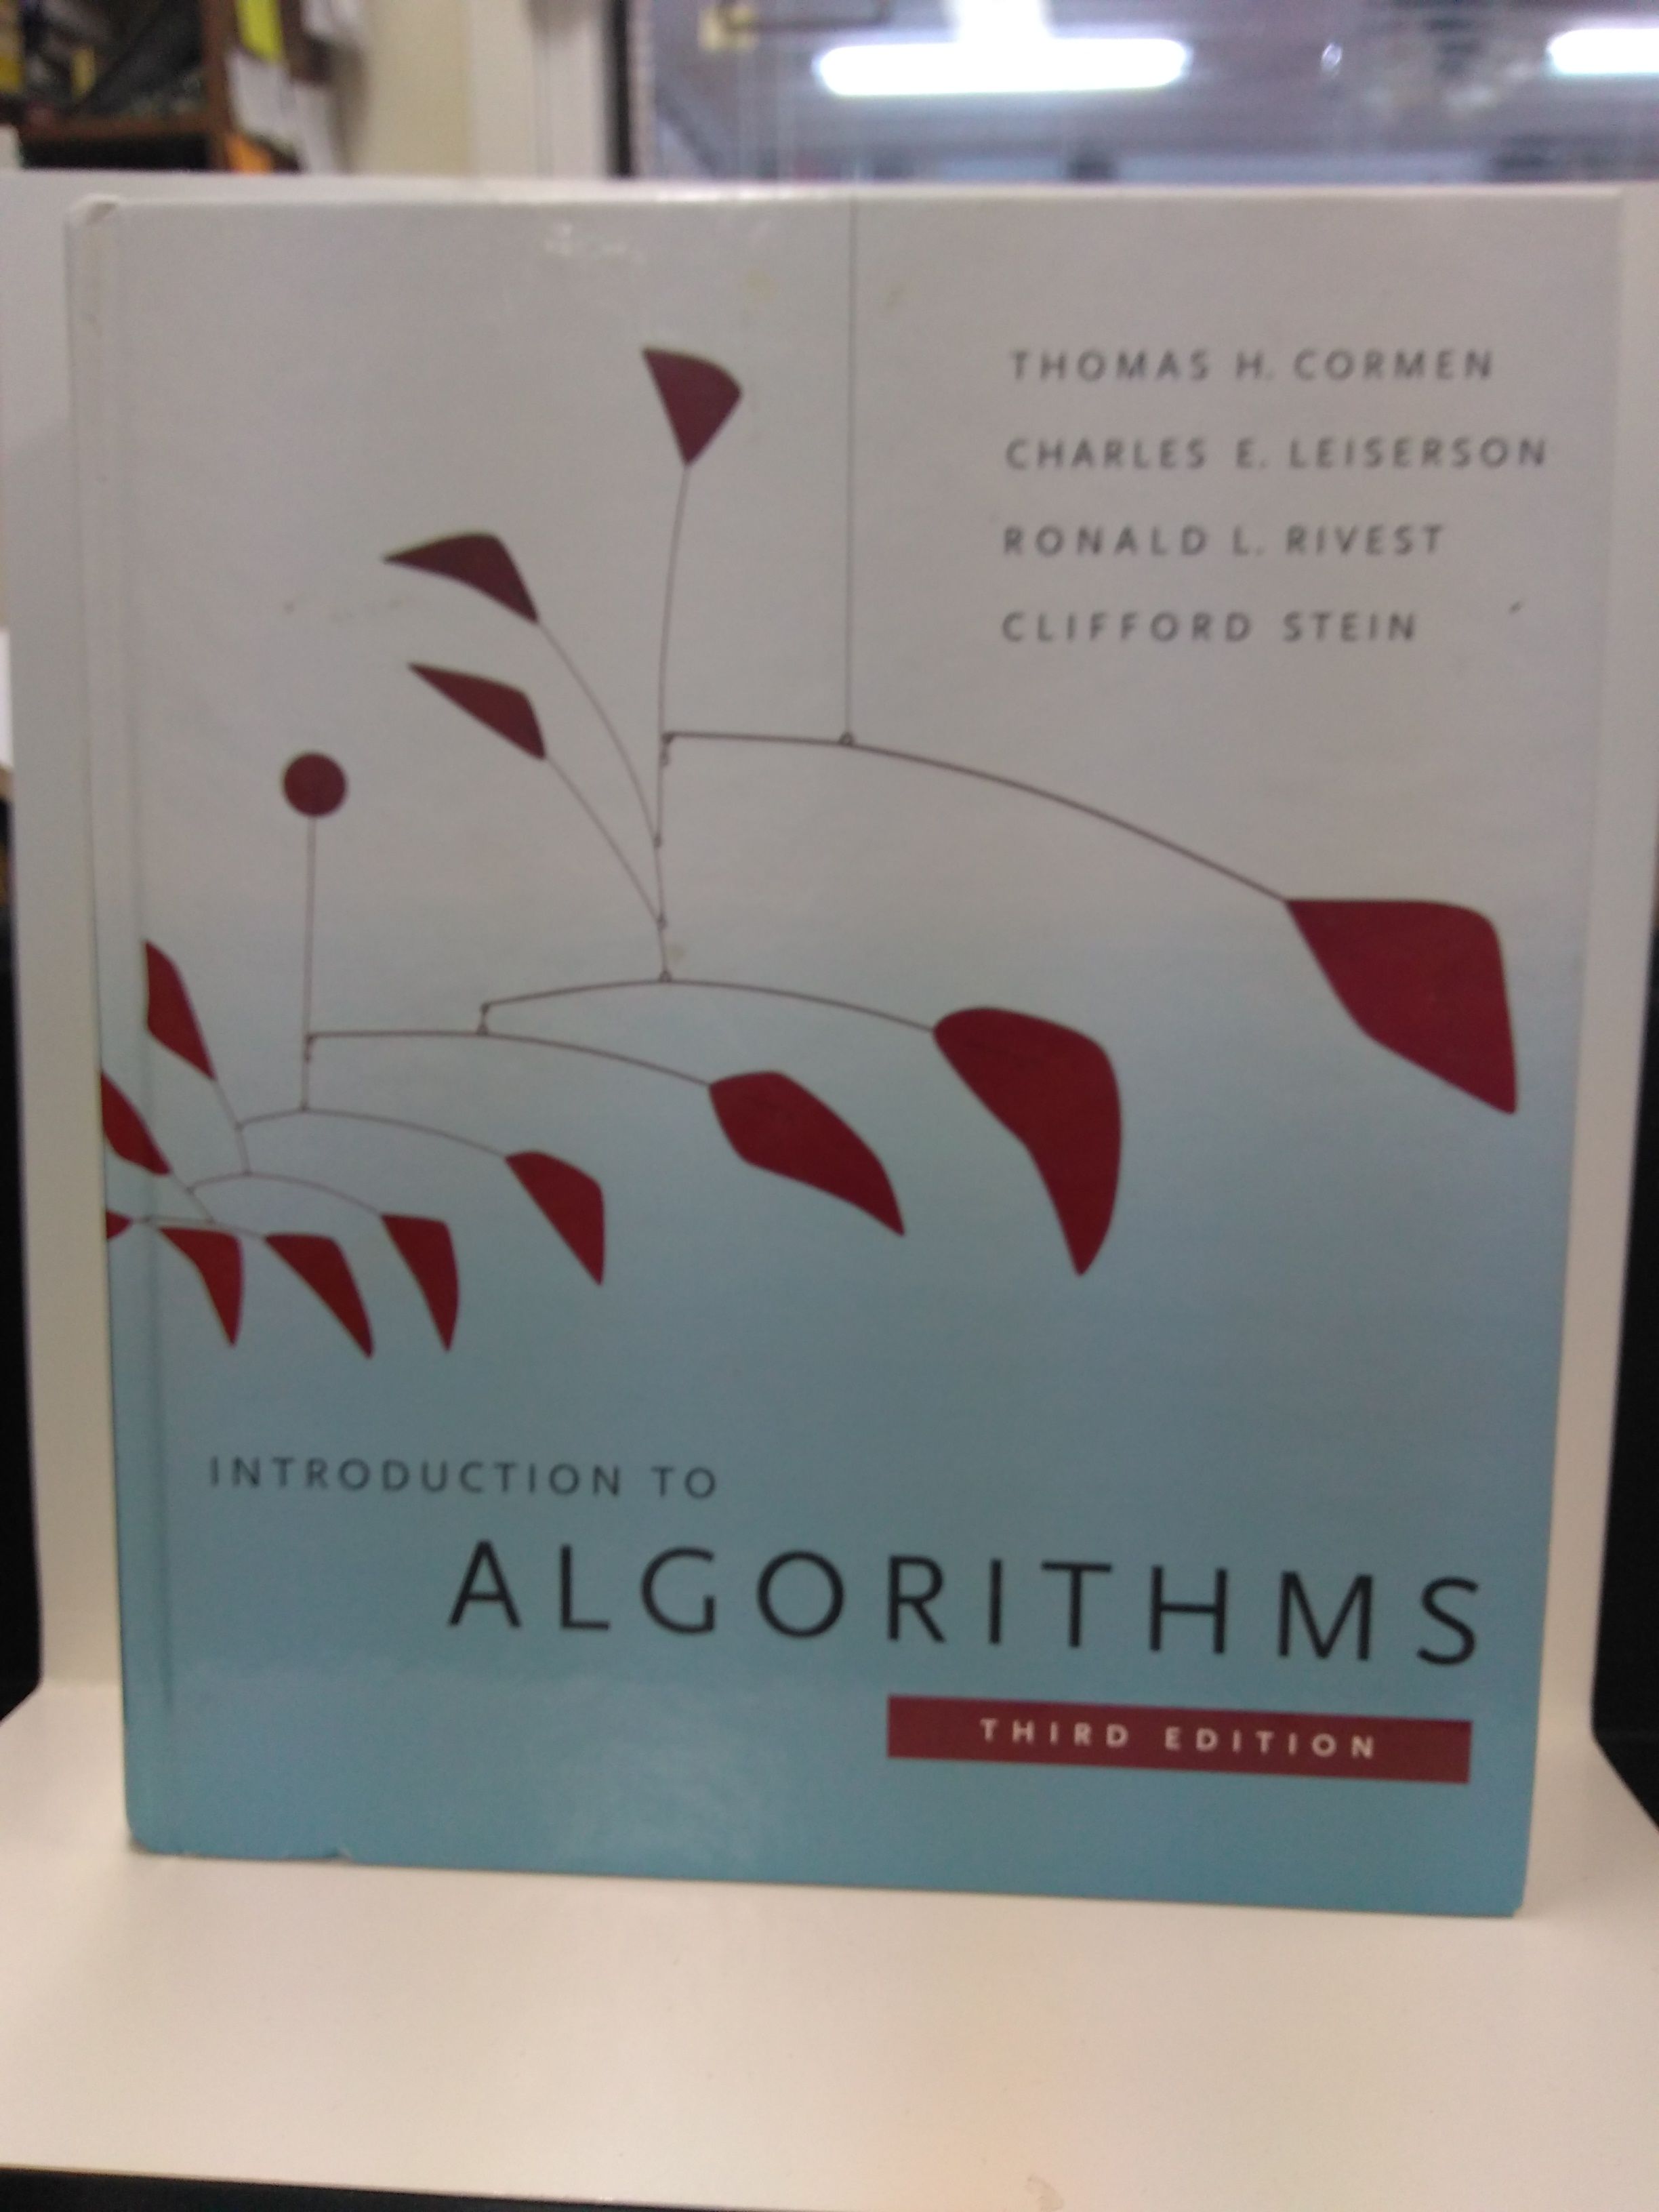 THOMAS H. CORMEN
CHARLES E. LEISERSON
RONALD L. RIVEST
CLIFFORD STEIN
INTRODUCTION TO
ALGORITHMS
THIRD EDITION